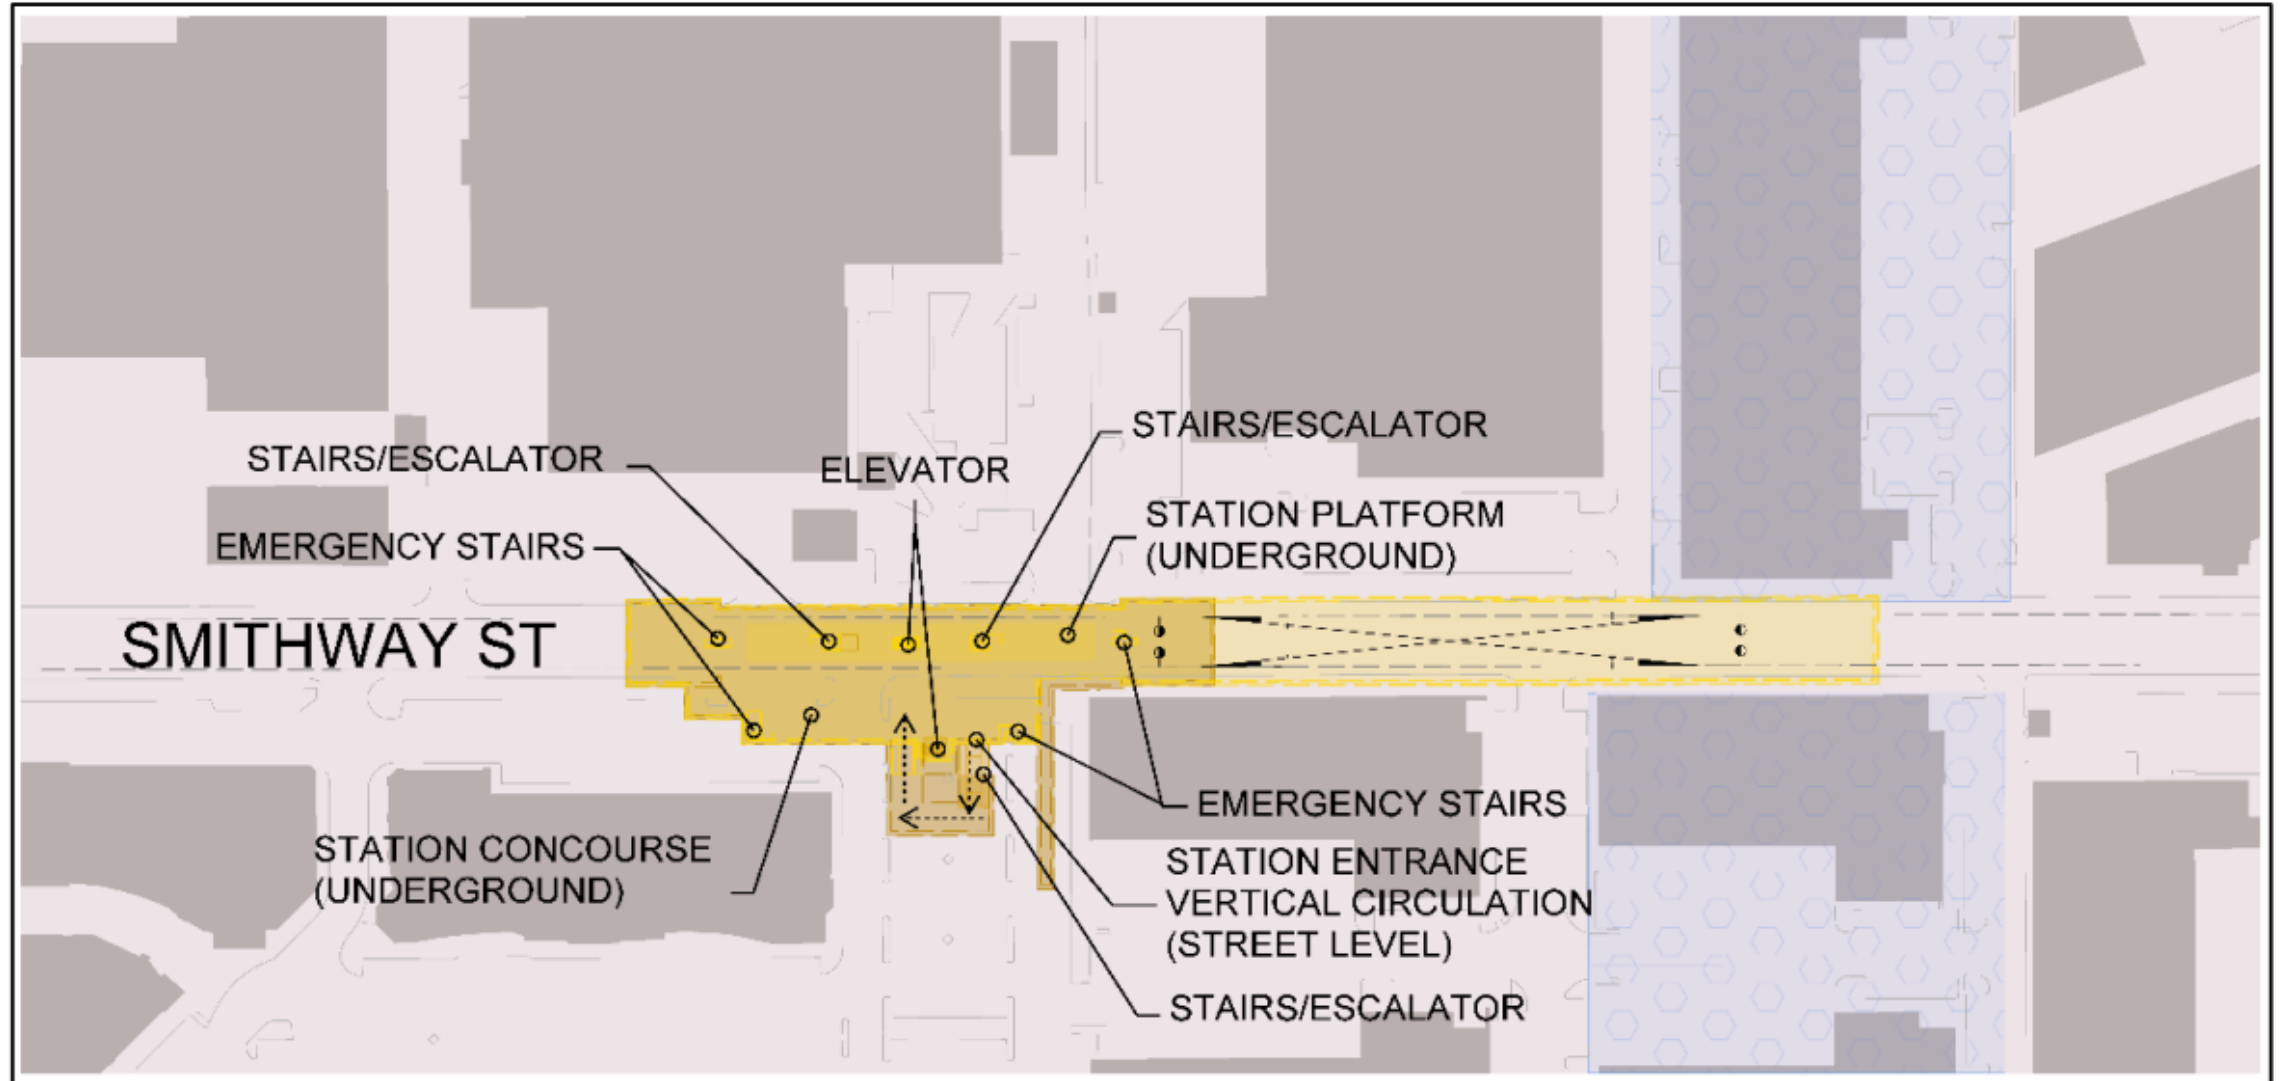 STAIRS/ESCALATOR
STAIRS/ESCALATOR
ELEVATOR
STATION PLATFORM
(UNDERGROUND)
EMERGENCY STAIRS
SMITHWAY ST
EMERGENCY STAIRS
STATION CONCOURSE
(UNDERGROUND)
STATION ENTRANCE
VERTICAL CIRCULATION
(STREET LEVEL)
STAIRS/ESCALATOR